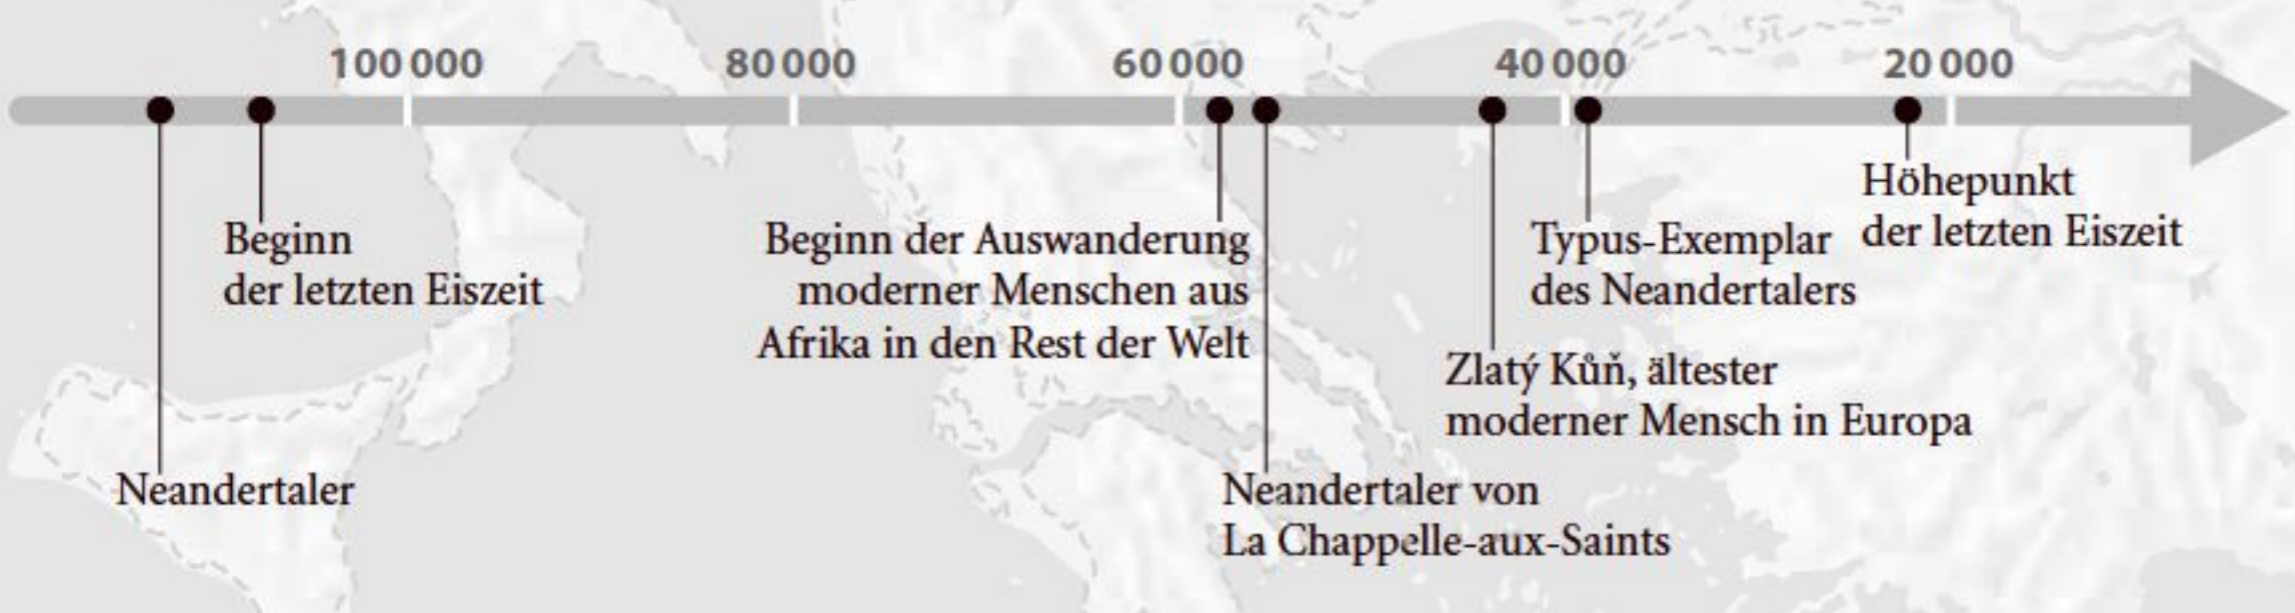 100 000 80 000 60 000 40 000 20 000
Beginn
der letzten Eiszeit
Neandertaler
Beginn der Auswanderung
moderner Menschen aus
Afrika in den Rest der Welt
Neandertaler von
La Chappelle-aux-Saints
Zlatý Kůň, ältester
moderner Mensch in Europa
Typus-Exemplar
des Neandertalers
Höhepunkt
der letzten Eiszeit